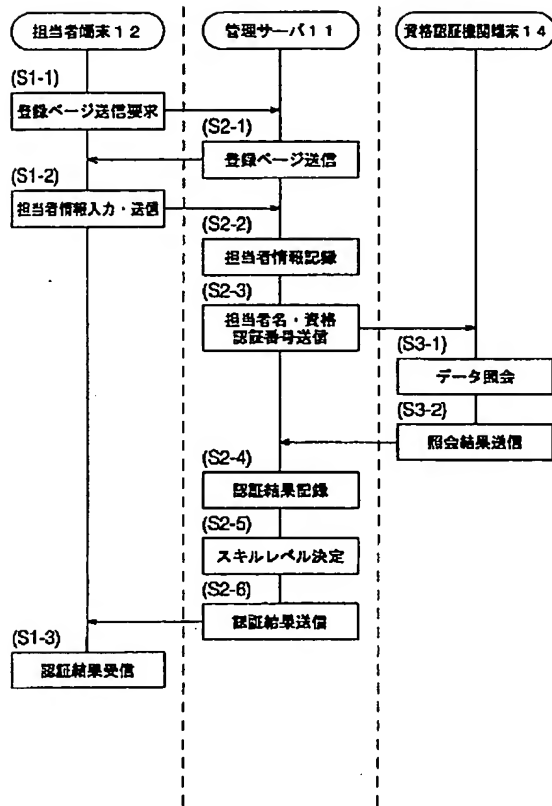 担当者端末１２
管理サーバ１１
資格認証機関端末１４
(S1-1)
登録ページ送信要求
(S2-1)
登録ページ送信
(S1-2)
担当者情報入力・送信
(S2-2)
担当者情報記録
(S2-3)
担当者名・資格
認証番号送信
(S3-1)
データ照会
(S3-2)
照会結果送信
(S2-4)
認証結果記録
(S2-5)
スキルレベル決定
(S2-6)
認証結果送信
(S1-3)
認証結果受信